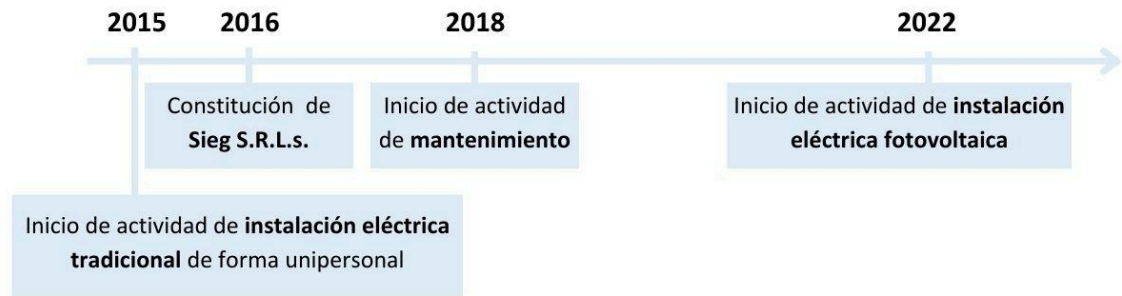 2015
2016
2018
2022
Constitución de
Sieg S.R.L.s.
Inicio de actividad
de mantenimiento
Inicio de actividad de instalación
eléctrica fotovoltaica
Inicio de actividad de instalación eléctrica
tradicional de forma unipersonal